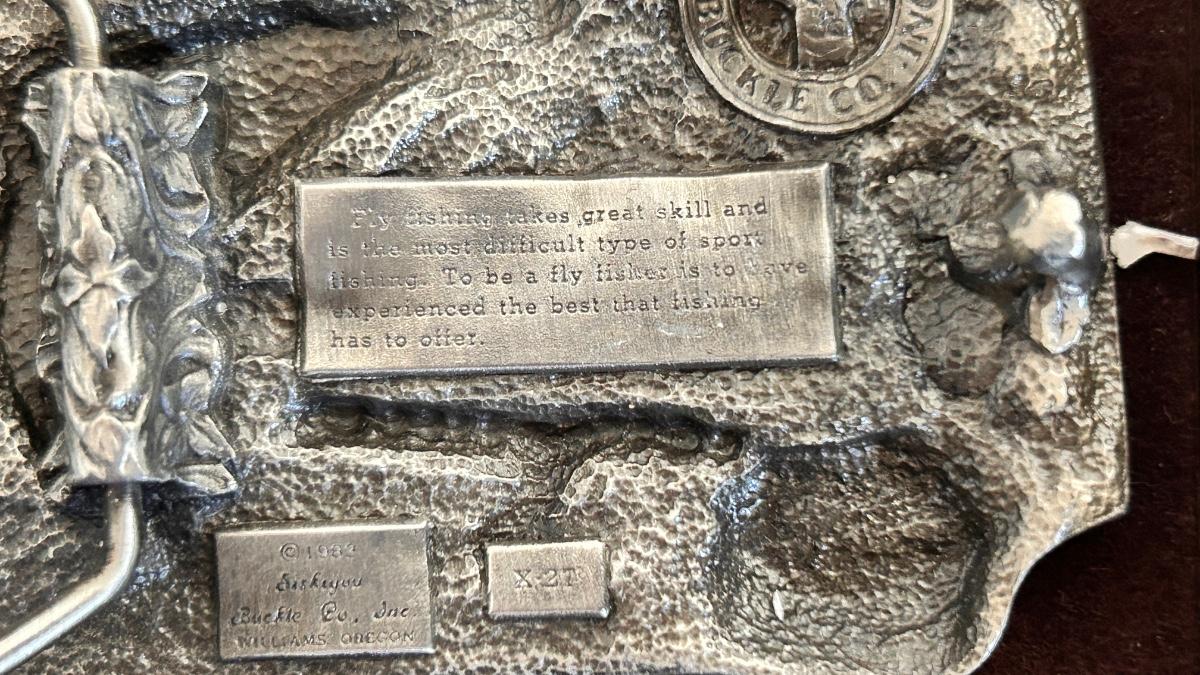 BUCKLE CO.
Fly fishing takes great skill and
is the most difficult type of sport
fishing. To be a fly fisher is to have
experienced the best that fishing
has to offer.
©1983
Siskiyou
Buckle Co., Inc
WILLIAMS OREGON
X-2T